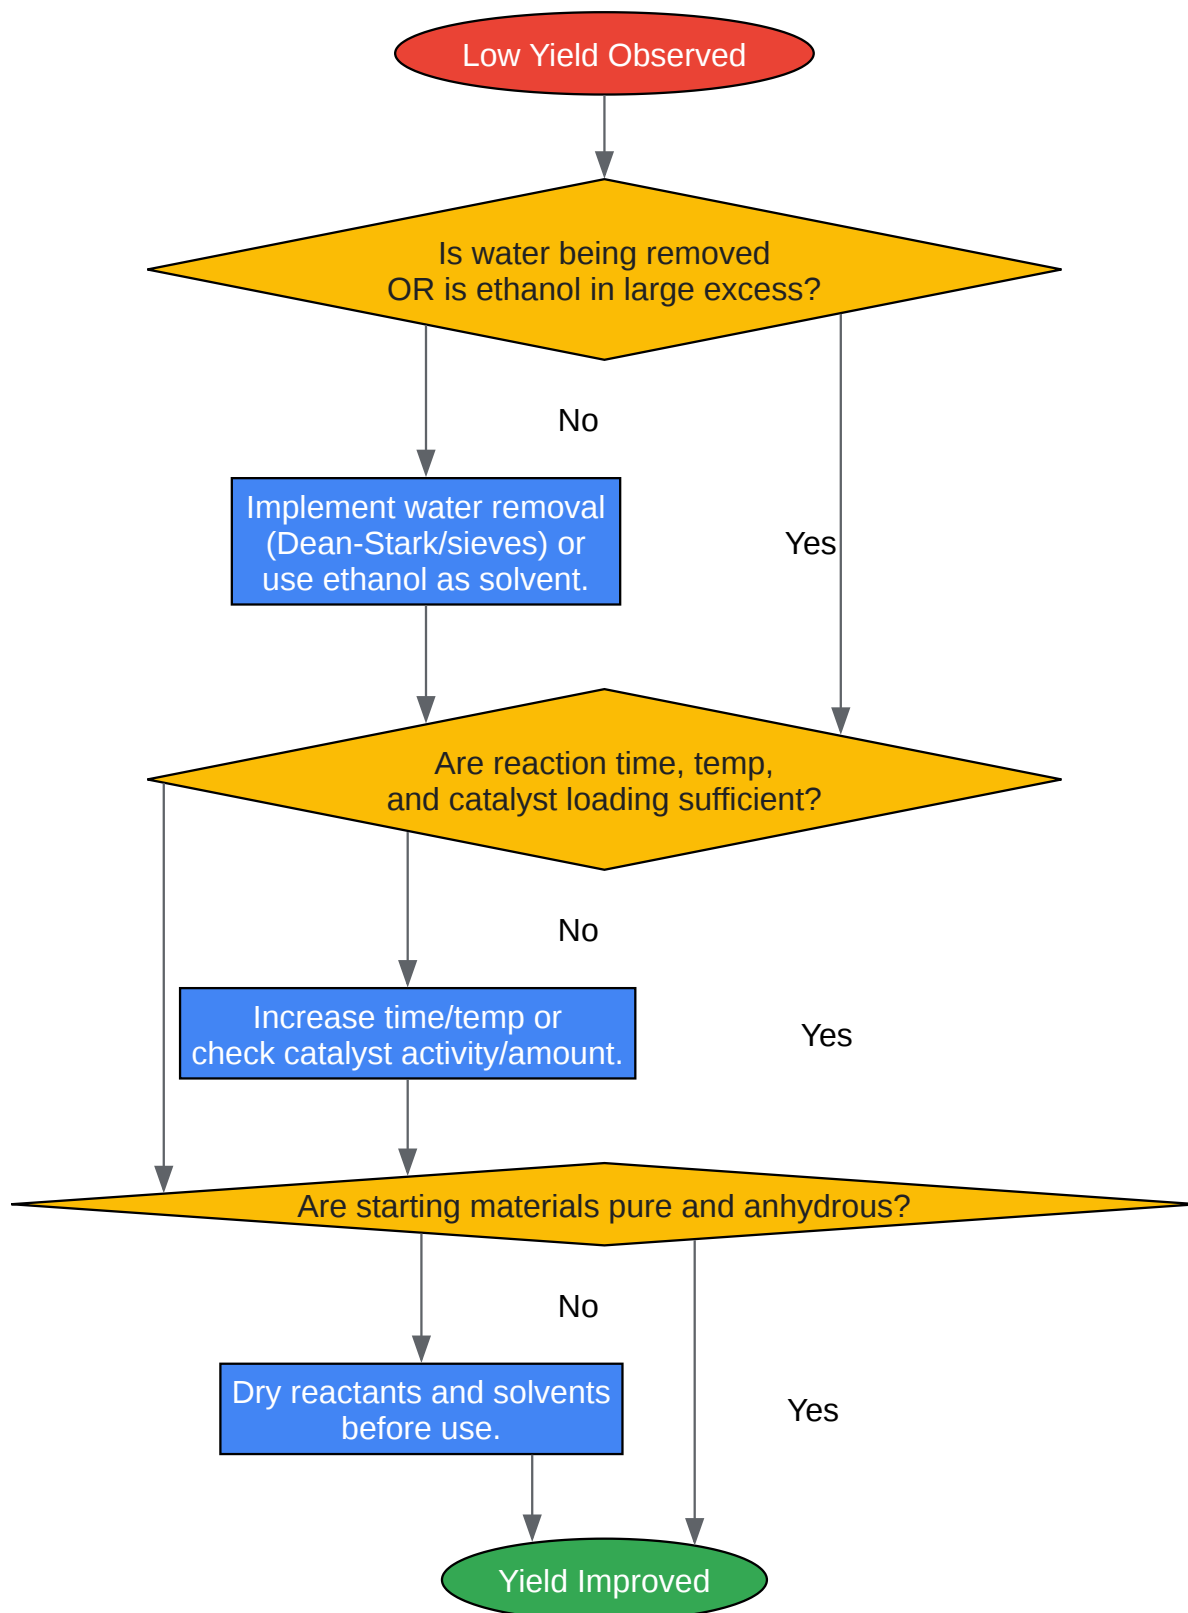 Low Yield Observed
Is water being removed
OR is ethanol in large excess?
No
Implement water removal
(Dean-Stark/sieves) or
use ethanol as solvent.
Yes
Are reaction time, temp,
and catalyst loading sufficient?
No
Increase time/temp or
check catalyst activity/amount.
Yes
Are starting materials pure and anhydrous?
No
Dry reactants and solvents
before use.
Yes
Yield Improved